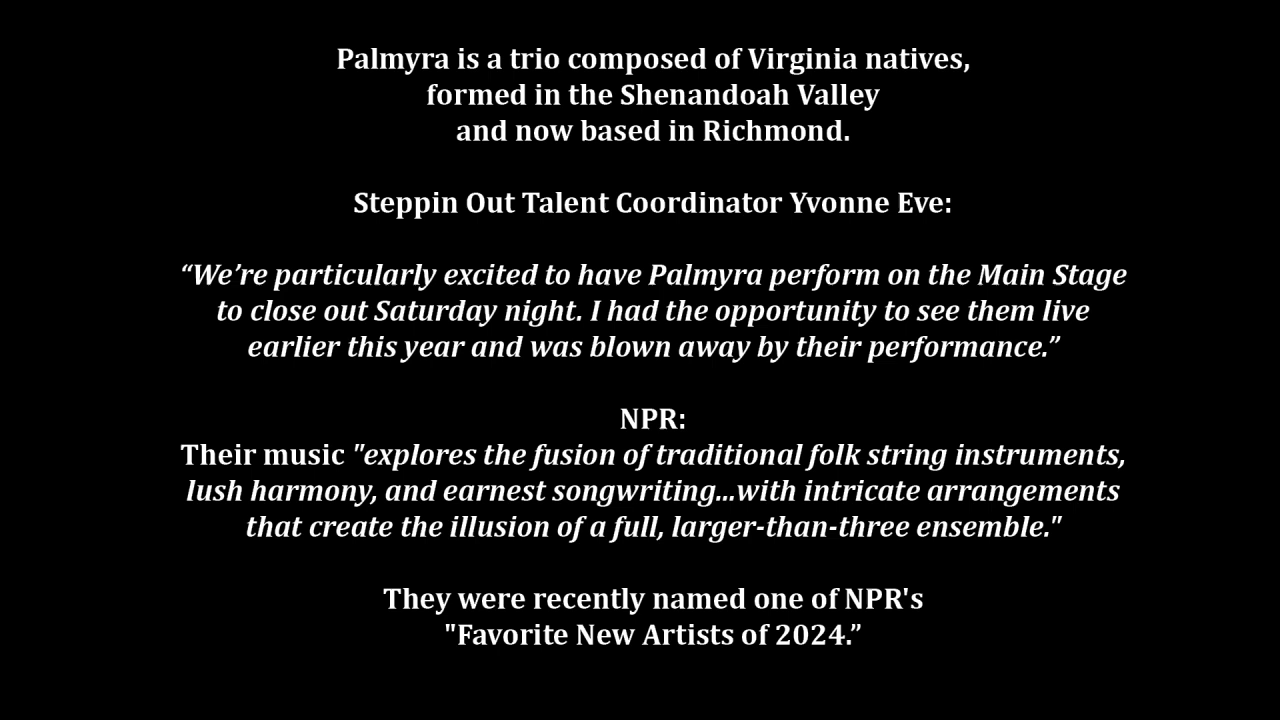 Palmyra is a trio composed of Virginia natives,
formed in the Shenandoah Valley
and now based in Richmond.
Steppin Out Talent Coordinator Yvonne Eve:
“We’re particularly excited to have Palmyra perform on the Main Stage
to close out Saturday night. I had the opportunity to see them live
earlier this year and was blown away by their performance.”
NPR:
Their music "explores the fusion of traditional folk string instruments,
lush harmony, and earnest songwriting...with intricate arrangements
that create the illusion of a full, larger-than-three ensemble."
They were recently named one of NPR's
"Favorite New Artists of 2024.”